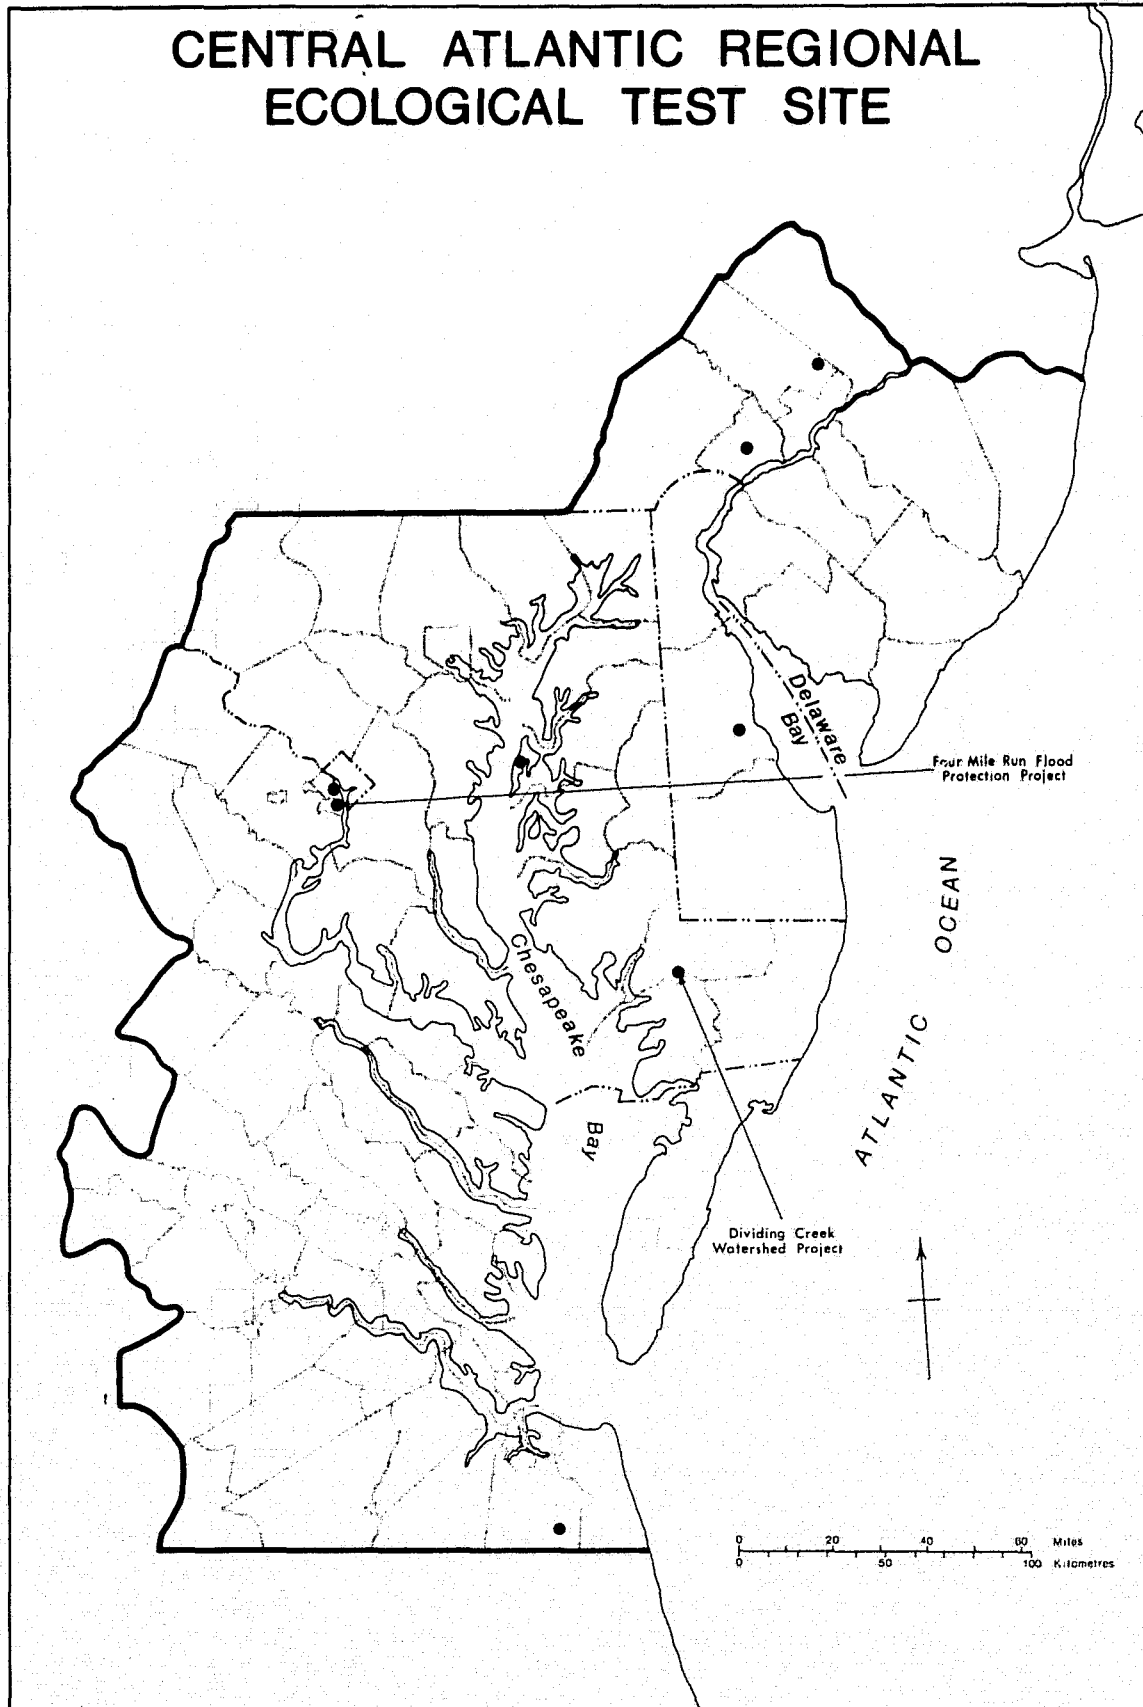 CENTRAL ATLANTIC REGIONAL
ECOLOGICAL TEST SITE
Delaware
Bay
Four Mile Run Flood
Protection Project
ATLANTIC OCEAN
Chesapeake
Bay
Dividing Creek
Watershed Project
0 20 40 60 Miles
0 50 100 Kilometres